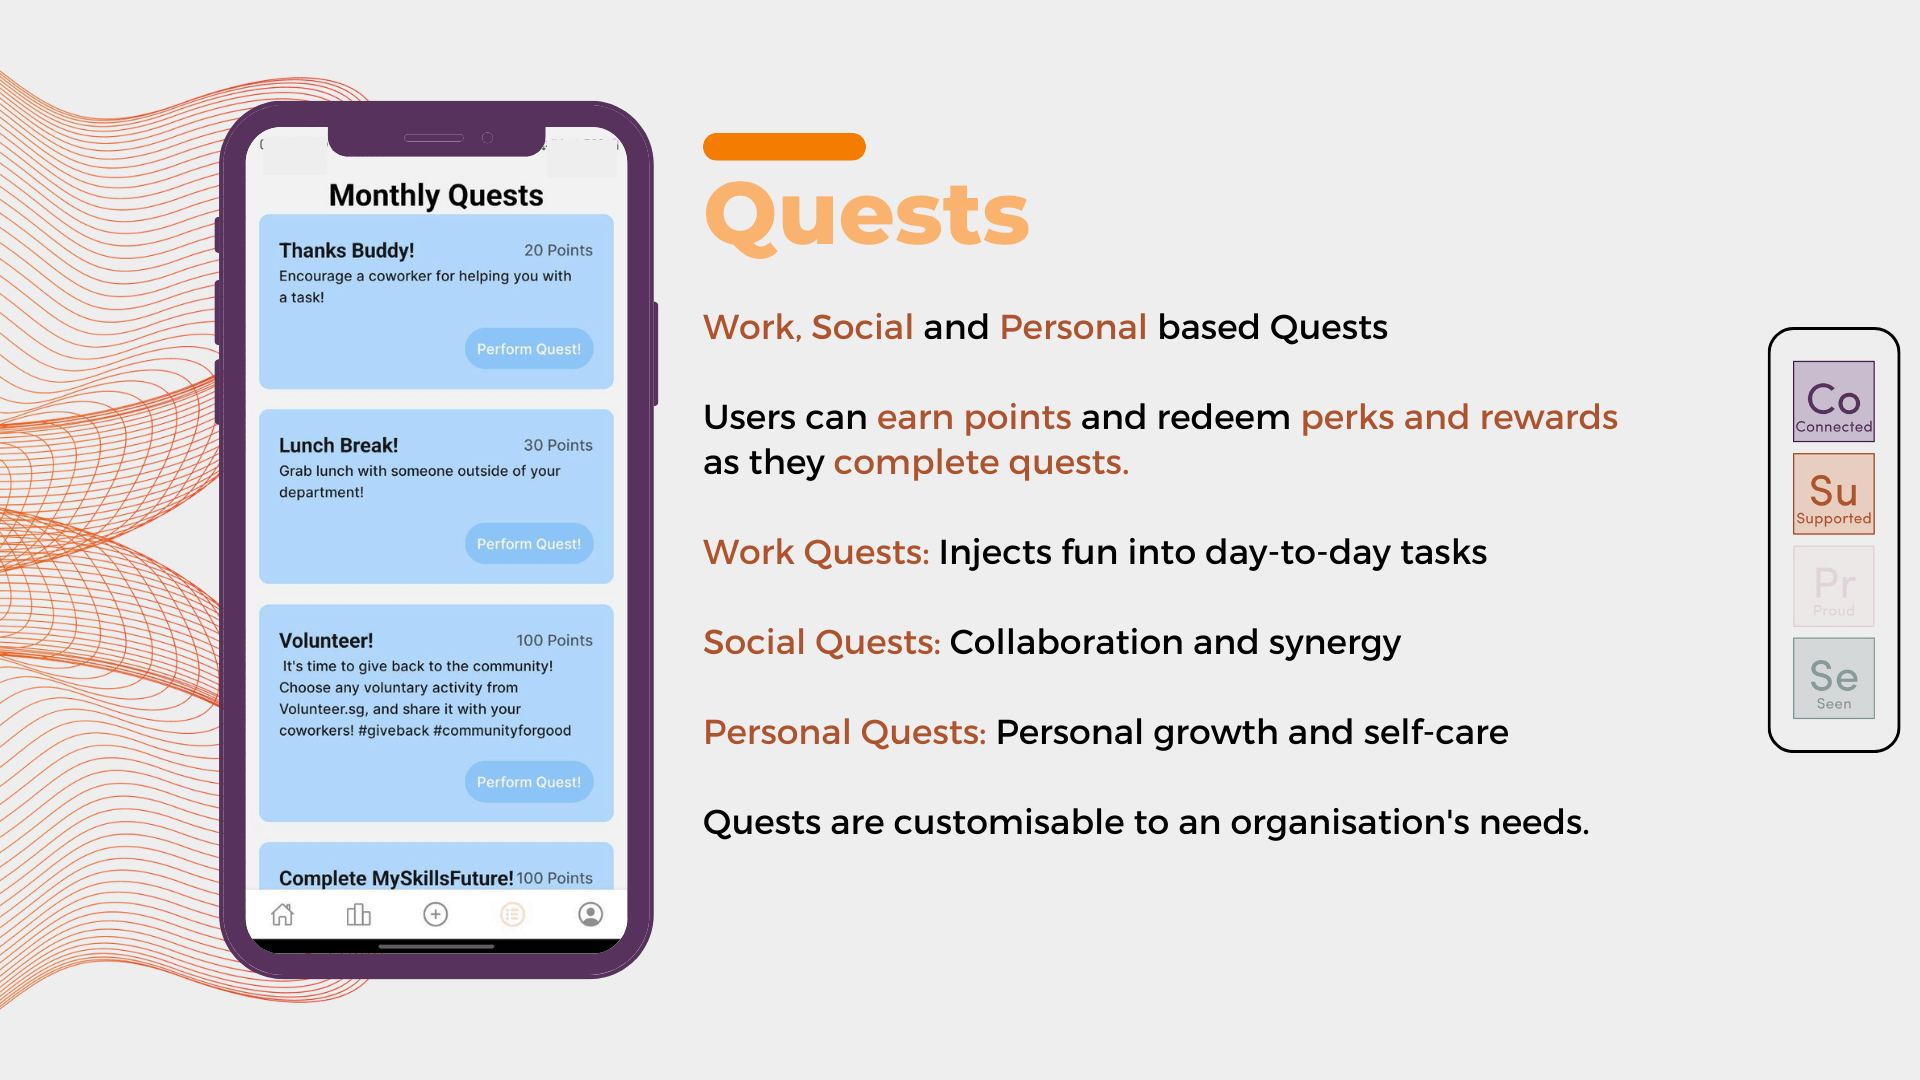 Monthly Quests
Thanks Buddy!
20 Points
Encourage a coworker for helping you with
a task!
Perform Quest!
Lunch Break!
30 Points
Grab lunch with someone outside of your
department!
Perform Quest!
Volunteer!
100 Points
It's time to give back to the community!
Choose any voluntary activity from
Volunteer.sg, and share it with your
coworkers! #giveback #communityforgood
Perform Quest!
Complete MySkillsFuture!
100 Points
Quests
Work, Social and Personal based Quests
Users can earn points and redeem perks and rewards
as they complete quests.
Work Quests: Injects fun into day-to-day tasks
Social Quests: Collaboration and synergy
Personal Quests: Personal growth and self-care
Quests are customisable to an organisation's needs.
Co
Connected
Su
Supported
Pr
Proud
Se
Seen